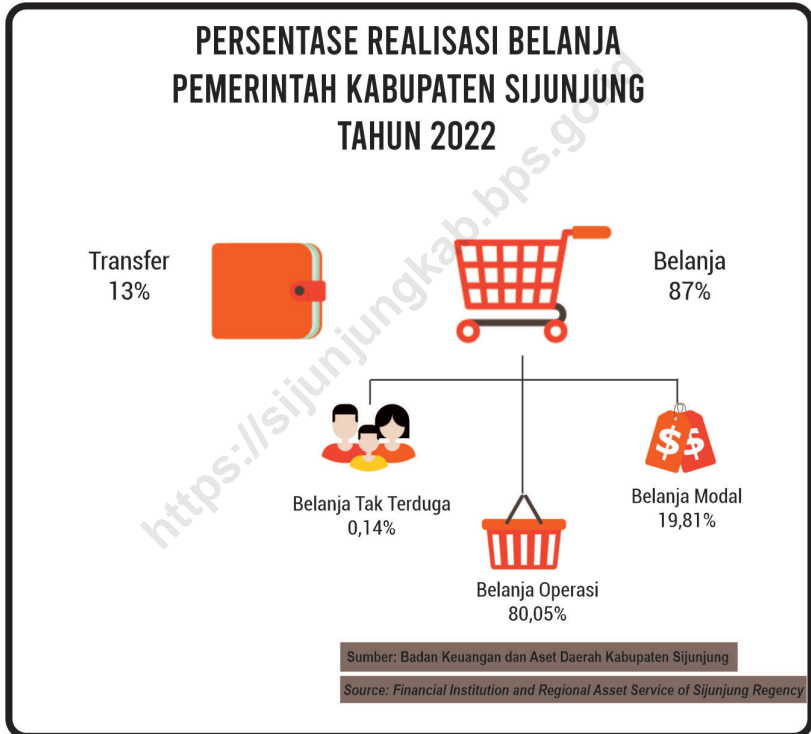 PERSENTASE REALISASI BELANJA
PEMERINTAH KABUPATEN SIJUNJUNG
TAHUN 2022
Transfer
13%
Belanja
87%
Belanja Tak Terduga
0,14%
Belanja Modal
19,81%
Belanja Operasi
80,05%
Sumber: Badan Keuangan dan Aset Daerah Kabupaten Sijunjung
Source: Financial Institution and Regional Asset Service of Sijunjung Regency
https://sijunjungkab.bps.go.id